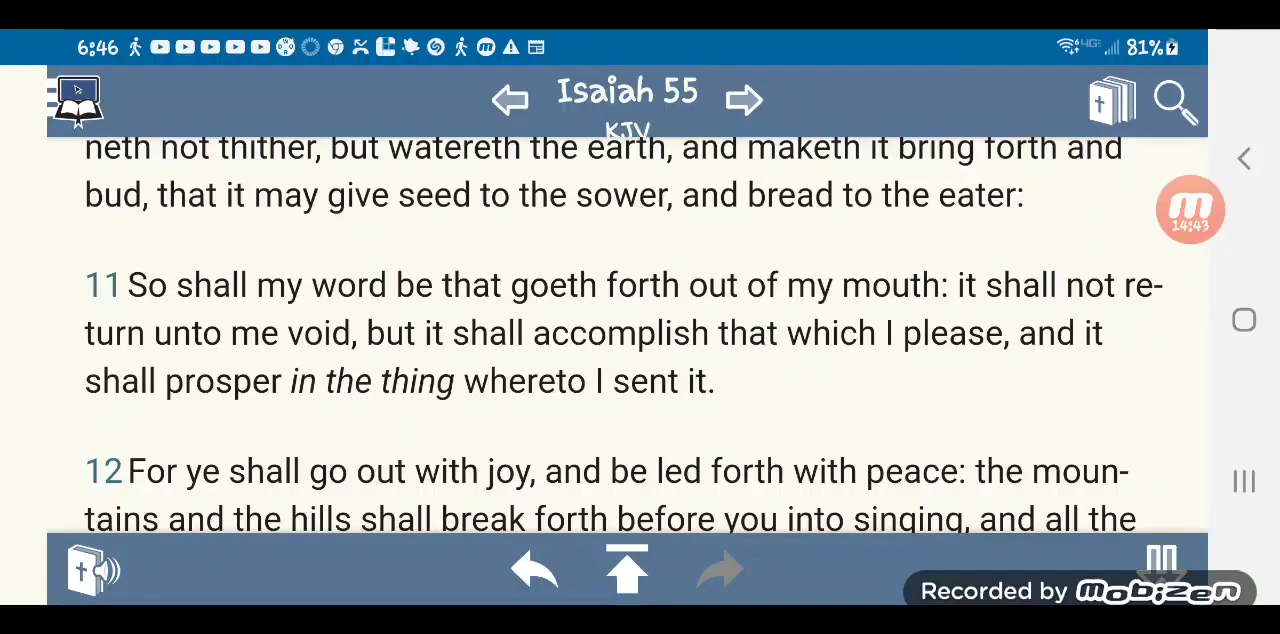 6:46
81%
Isaiah 55
KJV
neth not thither, but watereth the earth, and maketh it bring forth and
bud, that it may give seed to the sower, and bread to the eater:
14:43
11 So shall my word be that goeth forth out of my mouth: it shall not re-
turn unto me void, but it shall accomplish that which I please, and it
shall prosper in the thing whereto I sent it.
12 For ye shall go out with joy, and be led forth with peace: the moun-
tains and the hills shall break forth before you into singing, and all the
Recorded by mobizen